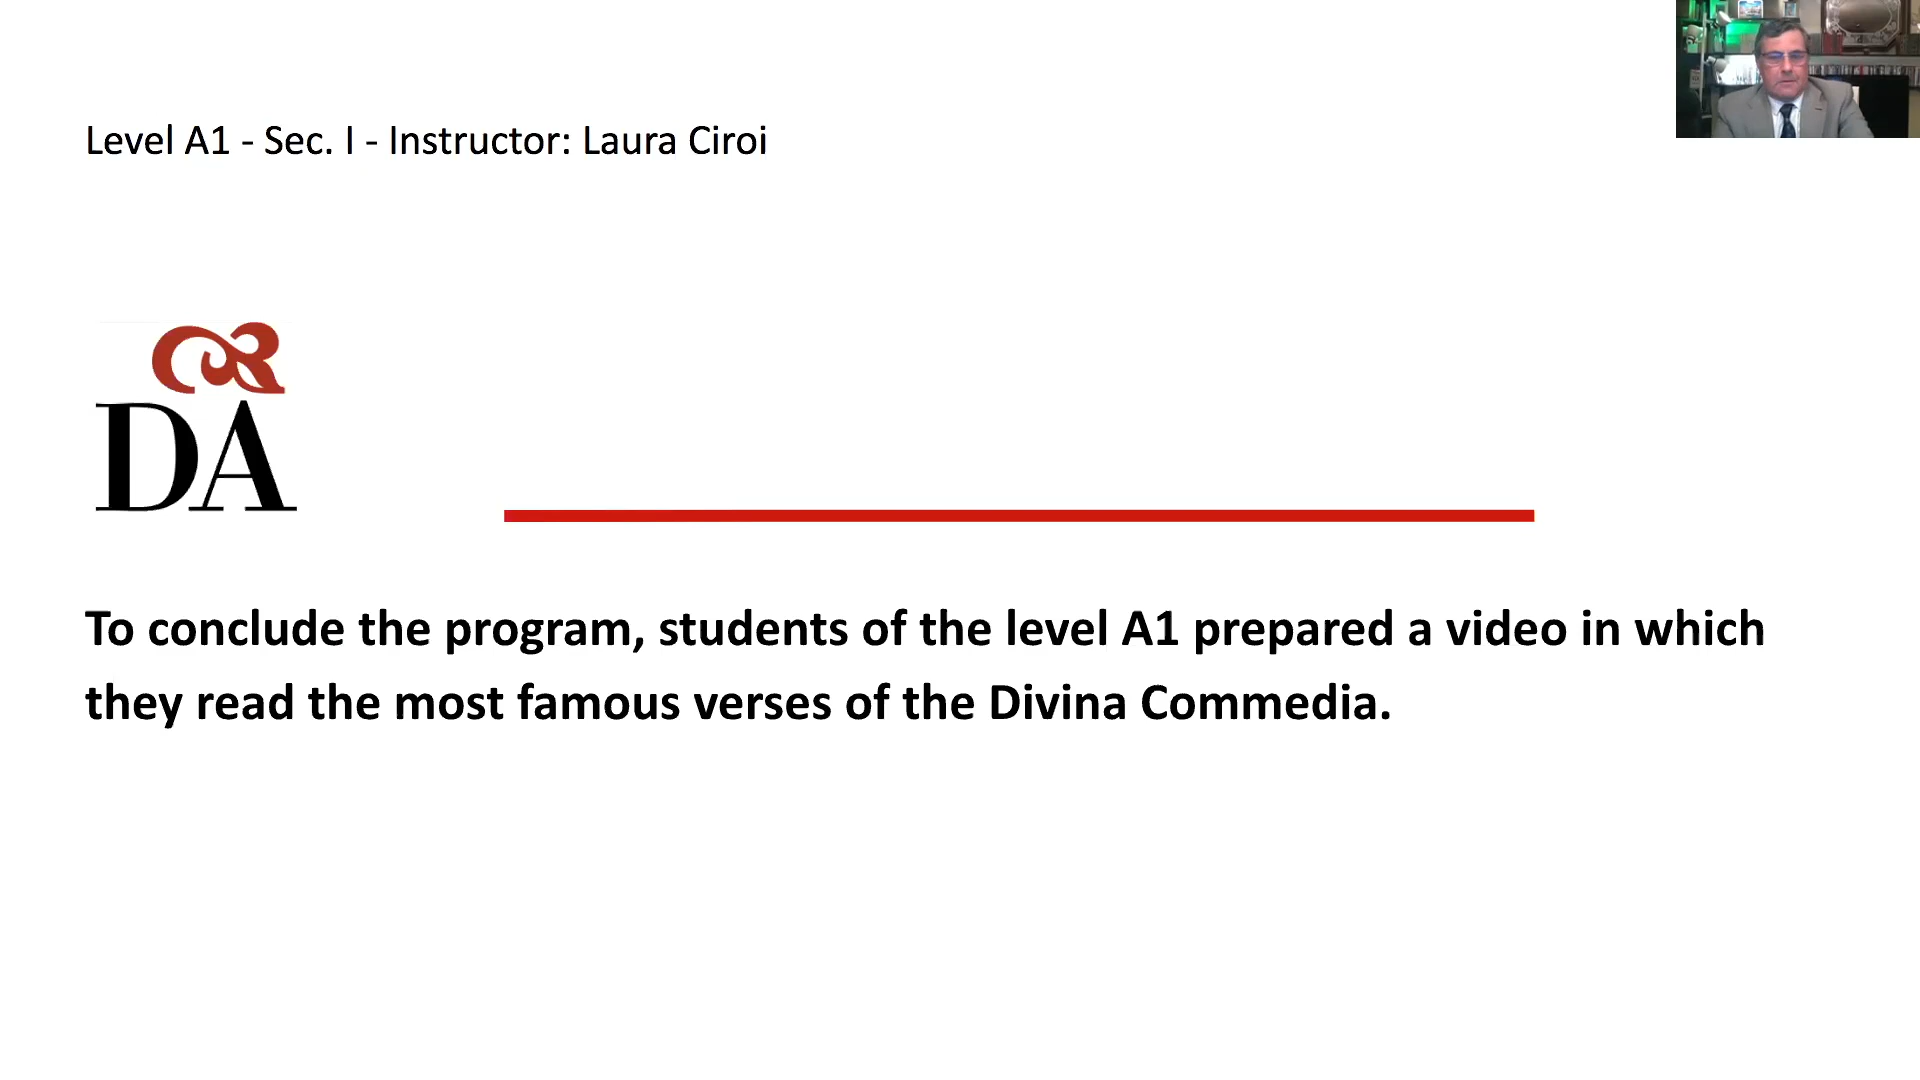 Level A1 - Sec. I - Instructor: Laura Ciroi
DA
To conclude the program, students of the level A1 prepared a video in which
they read the most famous verses of the Divina Commedia.